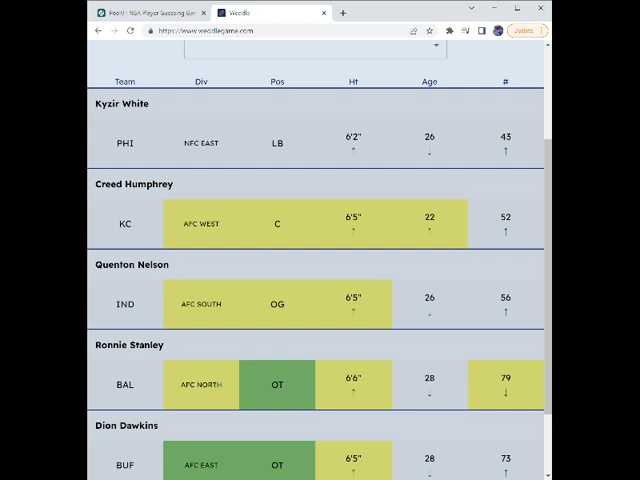 Poeltl | NBA Player Guessing Gam
Weddle
https://www.weddlegame.com
Update
Team Div Pos Ht Age #
Kyzir White
PHI NFC EAST LB 6'2" 26 43
↑ ↓ ↑
Creed Humphrey
KC AFC WEST C 6'5" 22 52
↑ ↑ ↑
Quenton Nelson
IND AFC SOUTH OG 6'5" 26 56
↑ ↓ ↑
Ronnie Stanley
BAL AFC NORTH OT 6'6" 28 79
↑ ↓ ↓
Dion Dawkins
BUF AFC EAST OT 6'5" 28 73
↑ ↓ ↑